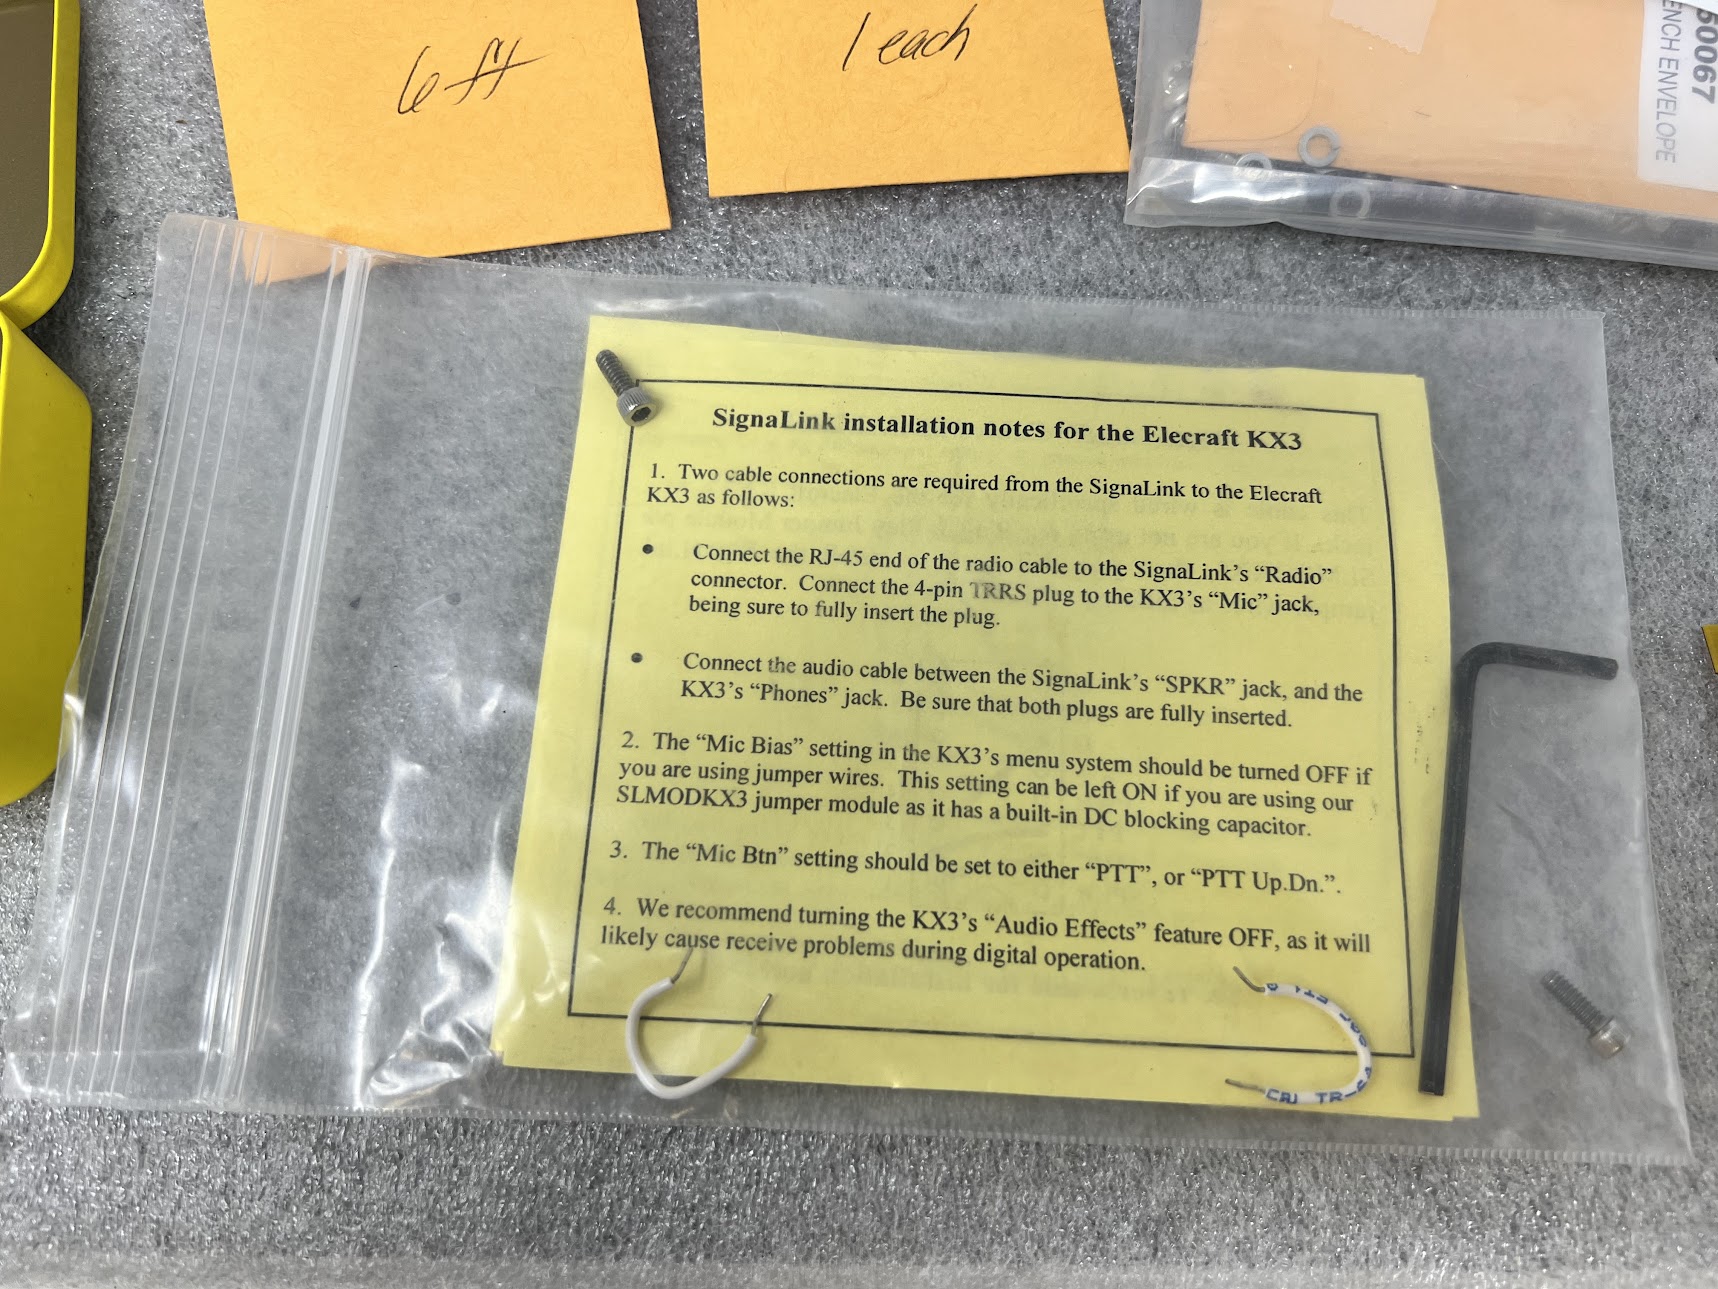 6 ft
1 each
50067
ENCH ENVELOPE
SignaLink installation notes for the Elecraft KX3
1. Two cable connections are required from the SignaLink to the Elecraft
KX3 as follows:
• Connect the RJ-45 end of the radio cable to the SignaLink's “Radio”
connector. Connect the 4-pin TRRS plug to the KX3's “Mic” jack,
being sure to fully insert the plug.
• Connect the audio cable between the SignaLink's “SPKR” jack, and the
KX3's “Phones” jack. Be sure that both plugs are fully inserted.
2. The “Mic Bias” setting in the KX3's menu system should be turned OFF if
you are using jumper wires. This setting can be left ON if you are using our
SLMODKX3 jumper module as it has a built-in DC blocking capacitor.
3. The “Mic Btn” setting should be set to either “PTT”, or “PTT Up.Dn.”.
4. We recommend turning the KX3's “Audio Effects” feature OFF, as it will
likely cause receive problems during digital operation.